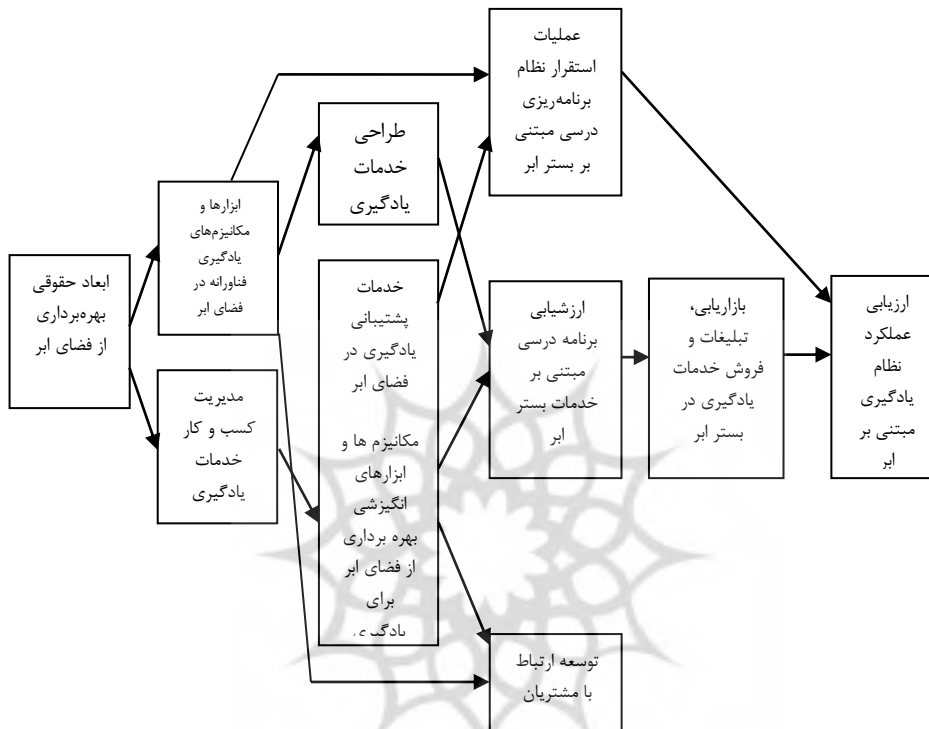 عملیات
استقرار نظام
برنامه‌ریزی
درسی مبتنی
بر بستر ابر
طراحی
خدمات
یادگیری
ابزارها و
مکانیزم‌های
یادگیری
فناورانه در
فضای ابر
ابعاد حقوقی
بهره‌برداری
از فضای ابر
خدمات
پشتیبانی
یادگیری در
فضای ابر
مکانیزم ها و
ابزارهای
انگیزشی
بهره برداری
از فضای ابر
برای
یادگیری
ارزشیابی
برنامه درسی
مبتنی بر
خدمات بستر
ابر
بازاریابی،
تبلیغات و
فروش خدمات
یادگیری در
بستر ابر
ارزیابی
عملکرد
نظام
یادگیری
مبتنی بر
ابر
مدیریت
کسب و کار
خدمات
یادگیری
توسعه ارتباط
با مشتریان